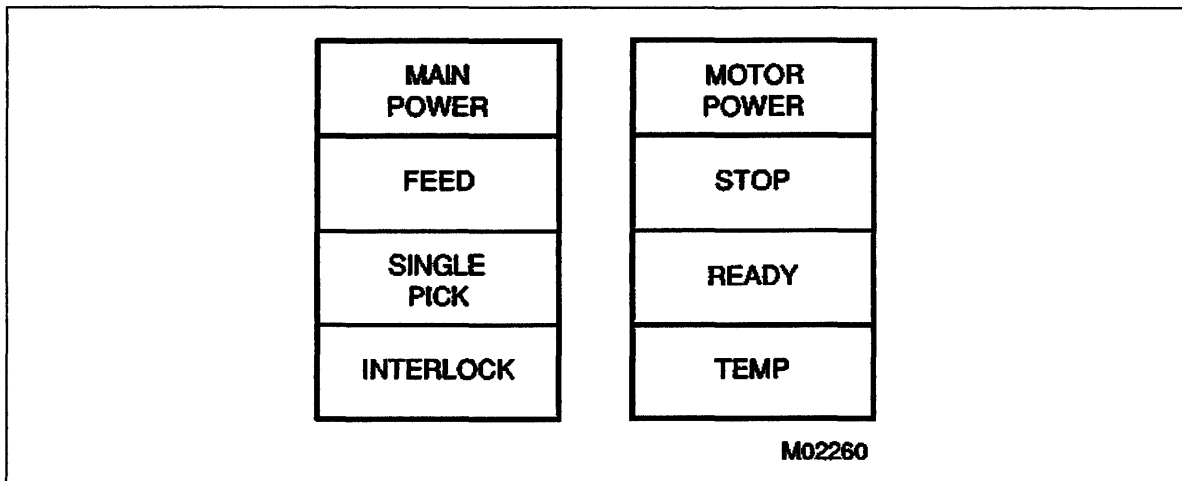 MAIN
POWER
FEED
SINGLE
PICK
INTERLOCK
MOTOR
POWER
STOP
READY
TEMP
M02260